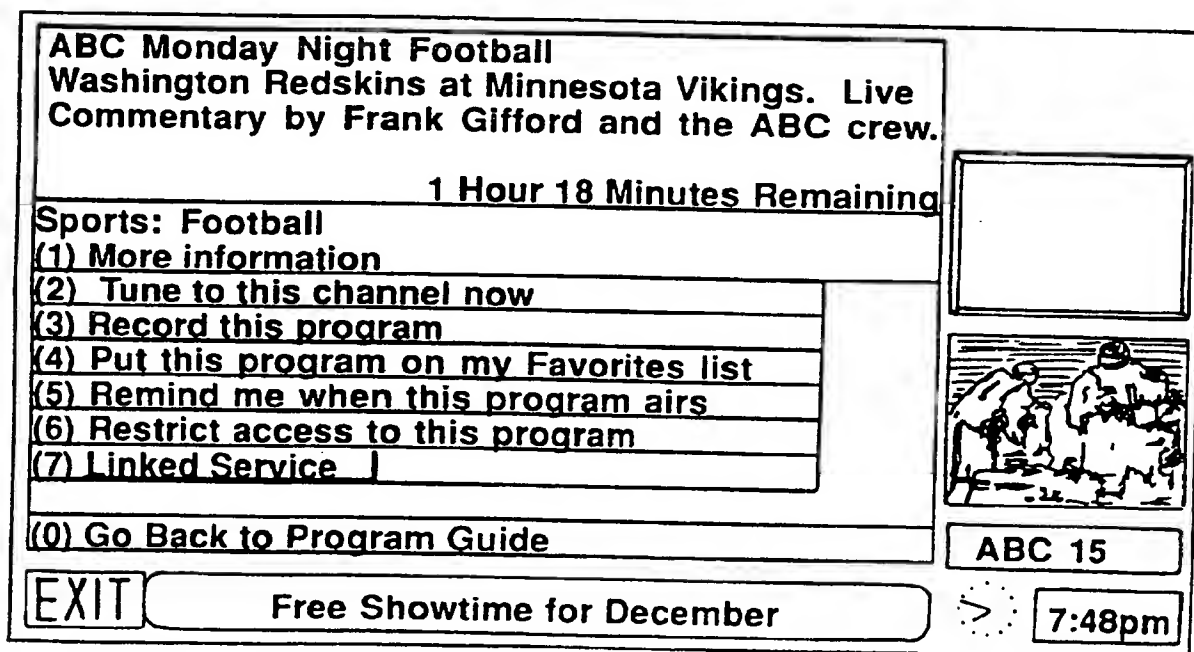 ABC Monday Night Football
Washington Redskins at Minnesota Vikings. Live
Commentary by Frank Gifford and the ABC crew.
1 Hour 18 Minutes Remaining
Sports: Football
(1) More information
(2) Tune to this channel now
(3) Record this program
(4) Put this program on my Favorites list
(5) Remind me when this program airs
(6) Restrict access to this program
(7) Linked Service
(0) Go Back to Program Guide
ABC 15
EXIT
Free Showtime for December
7:48pm